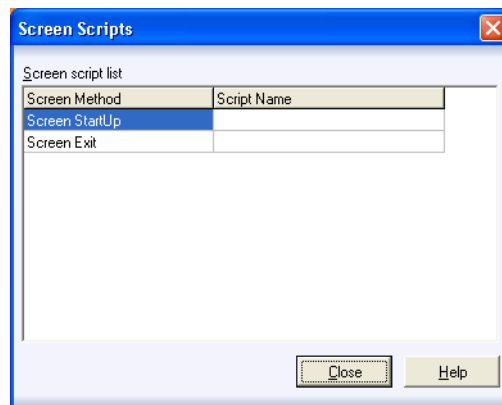 Screen Scripts
Screen script list
Screen Method Script Name
Screen StartUp
Screen Exit
Close Help